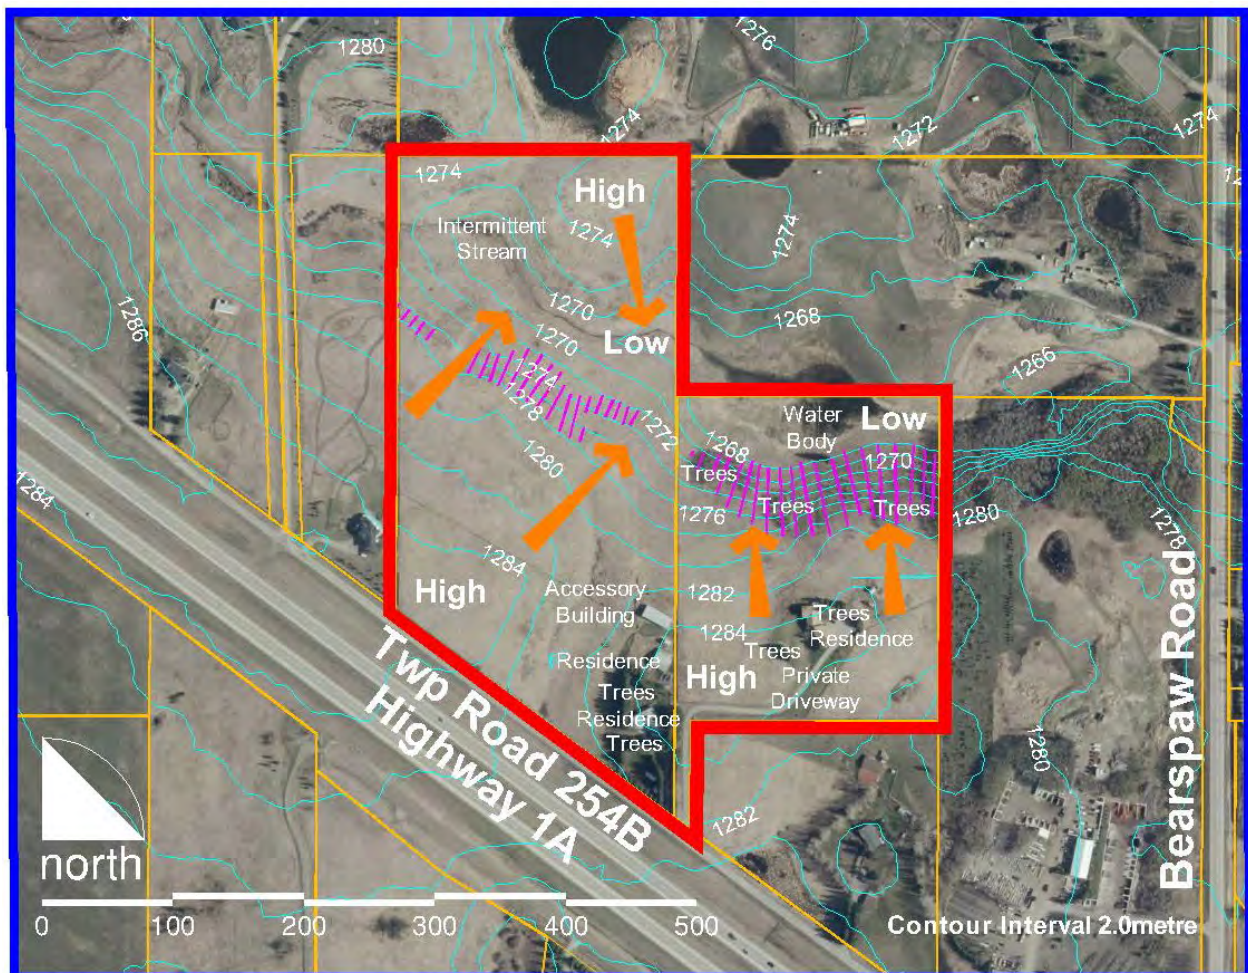 1280
1276
1274
1272
1274
1274
High
Intermittent
Stream
1274
1274
1286
1270
1268
1270
Low
1266
1274
1278
1272
Water
Body
Low
1268
1270
Trees
Trees
Trees
1280
1276
1280
1278
1284
1284
High
Accessory
Building
1282
1284
Trees
Residence
Trees
Residence
High
Private
Driveway
Trees
Residence
Trees
Twp Road 254B
Highway 1A
Bearspaw Road
1280
1282
north
0
100
200
300
400
500
Contour Interval 2.0metre